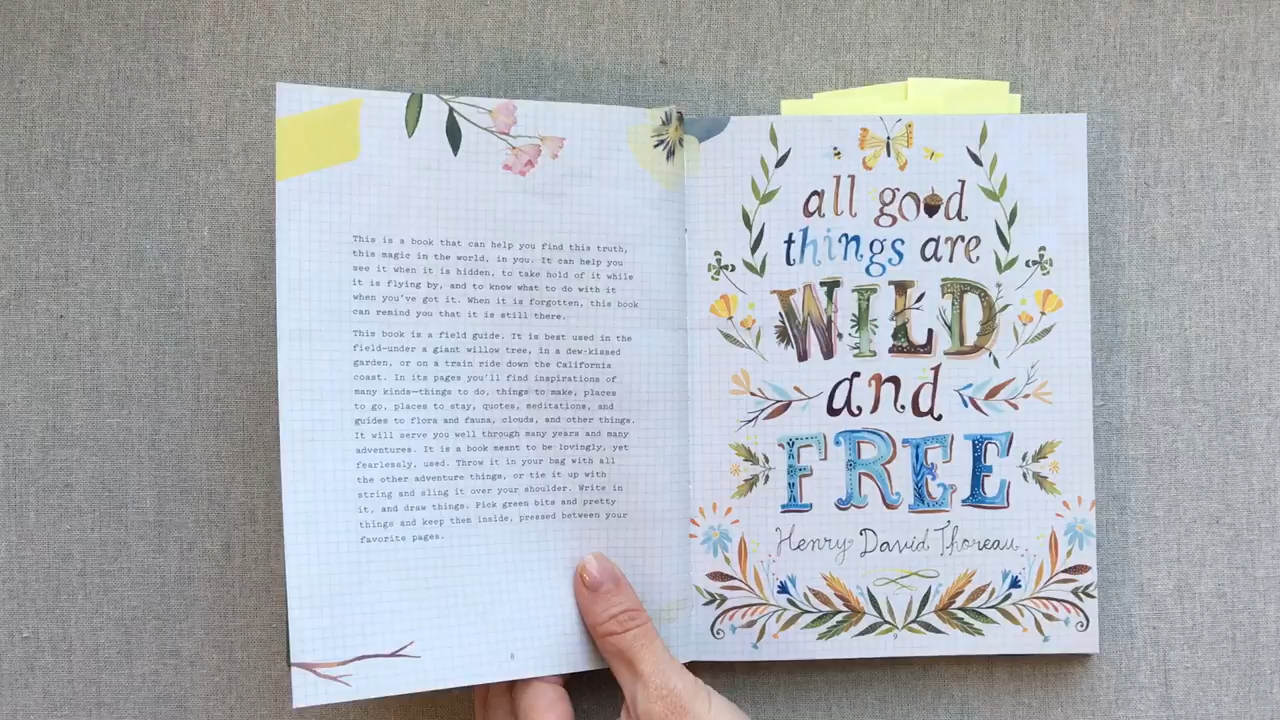 This is a book that can help you find this truth,
this magic in the world, in you. It can help you
see it when it is hidden, to take hold of it while
it is flying by, and to know what to do with it
when you've got it. When it is forgotten, this book
can remind you that it is still there.
This book is a field guide. It is best used in the
field—under a giant willow tree, in a dew-kissed
garden, or on a train ride down the California
coast. In its pages you'll find inspirations of
many kinds—things to do, things to make, places
to go, places to stay, quotes, meditations, and
guides to flora and fauna, clouds, and other things.
It will serve you well through many years and many
adventures. It is a book meant to be lovingly, yet
fearlessly, used. Throw it in your bag with all
the other adventure things, or tie it up with
string and sling it over your shoulder. Write in
it, and draw things. Pick green bits and pretty
things and keep them inside, pressed between your
favorite pages.
8
all good
things are
WILD
and
FREE
Henry David Thoreau
9